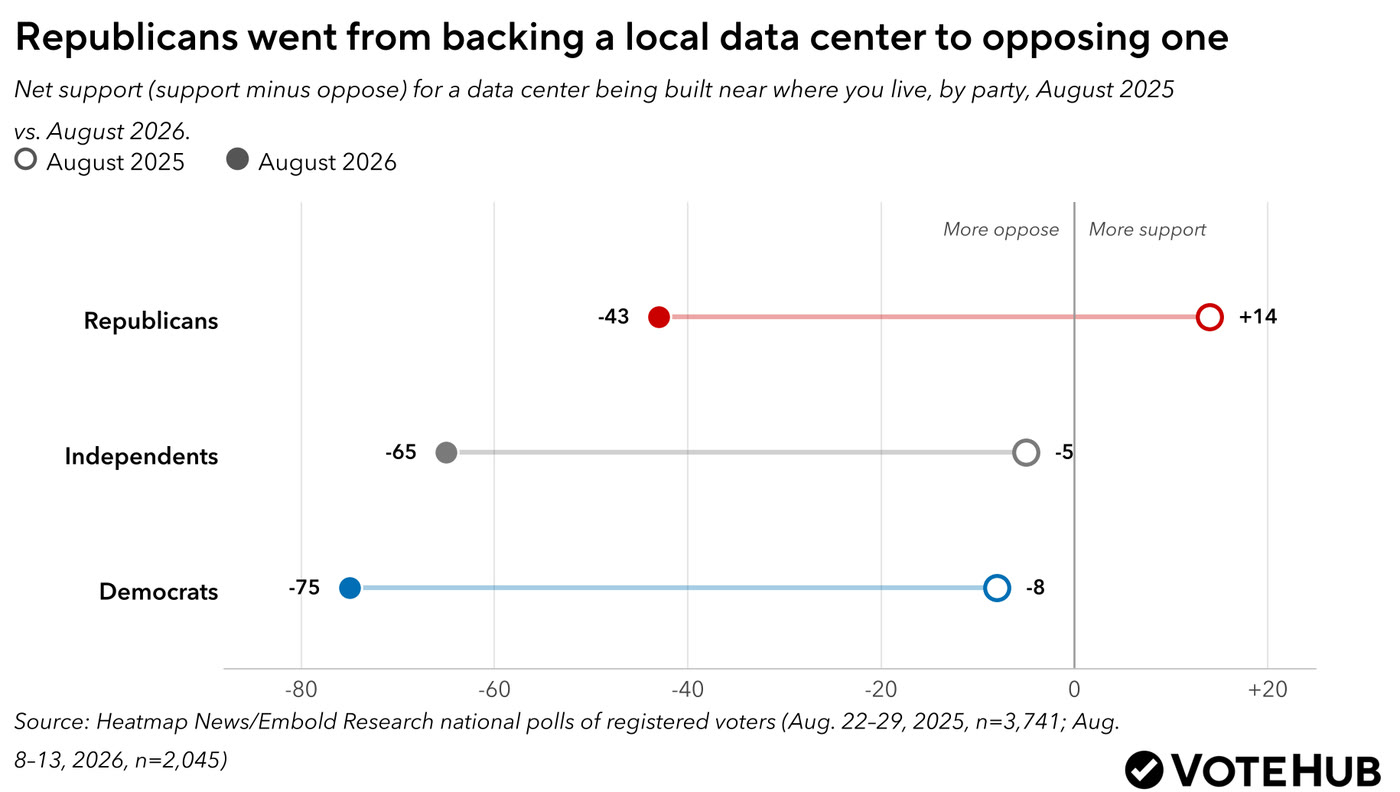 Republicans went from backing a local data center to opposing one
Net support (support minus oppose) for a data center being built near where you live, by party, August 2025
vs. August 2026.
August 2025 August 2026
More oppose More support
Republicans -43 +14
Independents -65 -5
Democrats -75 -8
-80 -60 -40 -20 0 +20
Source: Heatmap News/Embold Research national polls of registered voters (Aug. 22–29, 2025, n=3,741; Aug.
8–13, 2026, n=2,045)
VOTEHUB